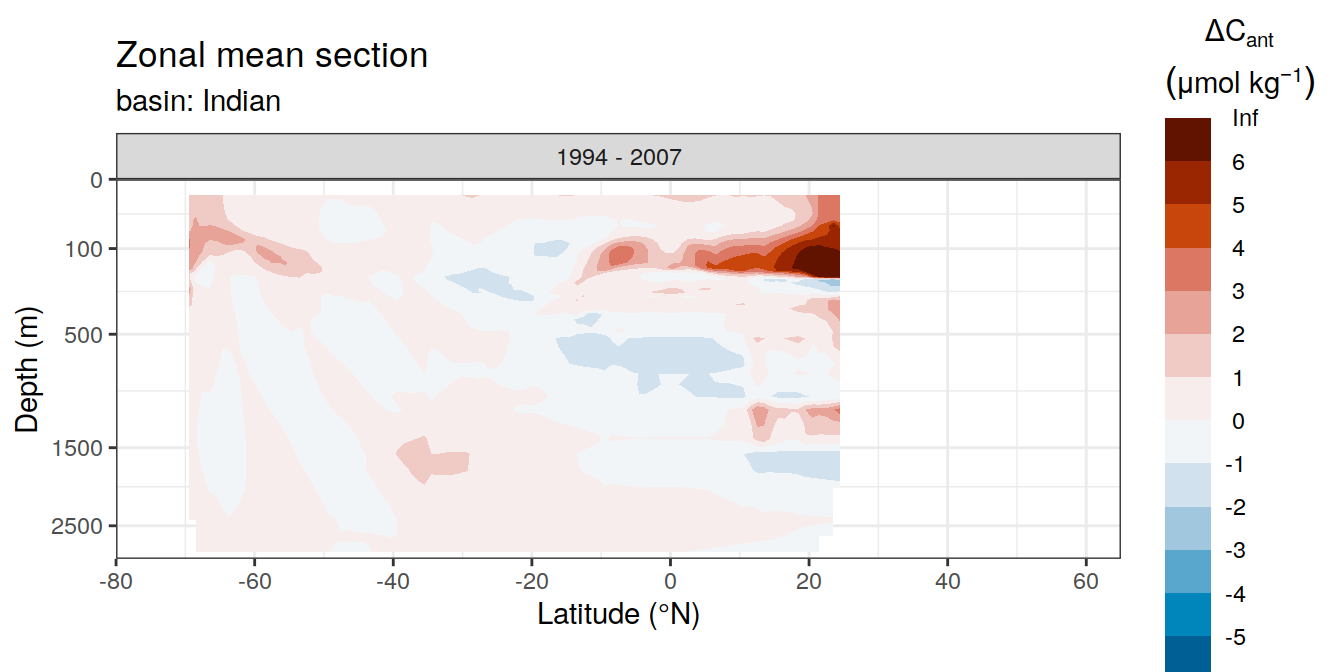 Zonal mean section
basin: Indian
1994 - 2007
0
100
500
1500
2500
Depth (m)
-80 -60 -40 -20 0 20 40 60
Latitude (°N)
ΔCant
(μmol kg⁻¹)
Inf
6
5
4
3
2
1
0
-1
-2
-3
-4
-5